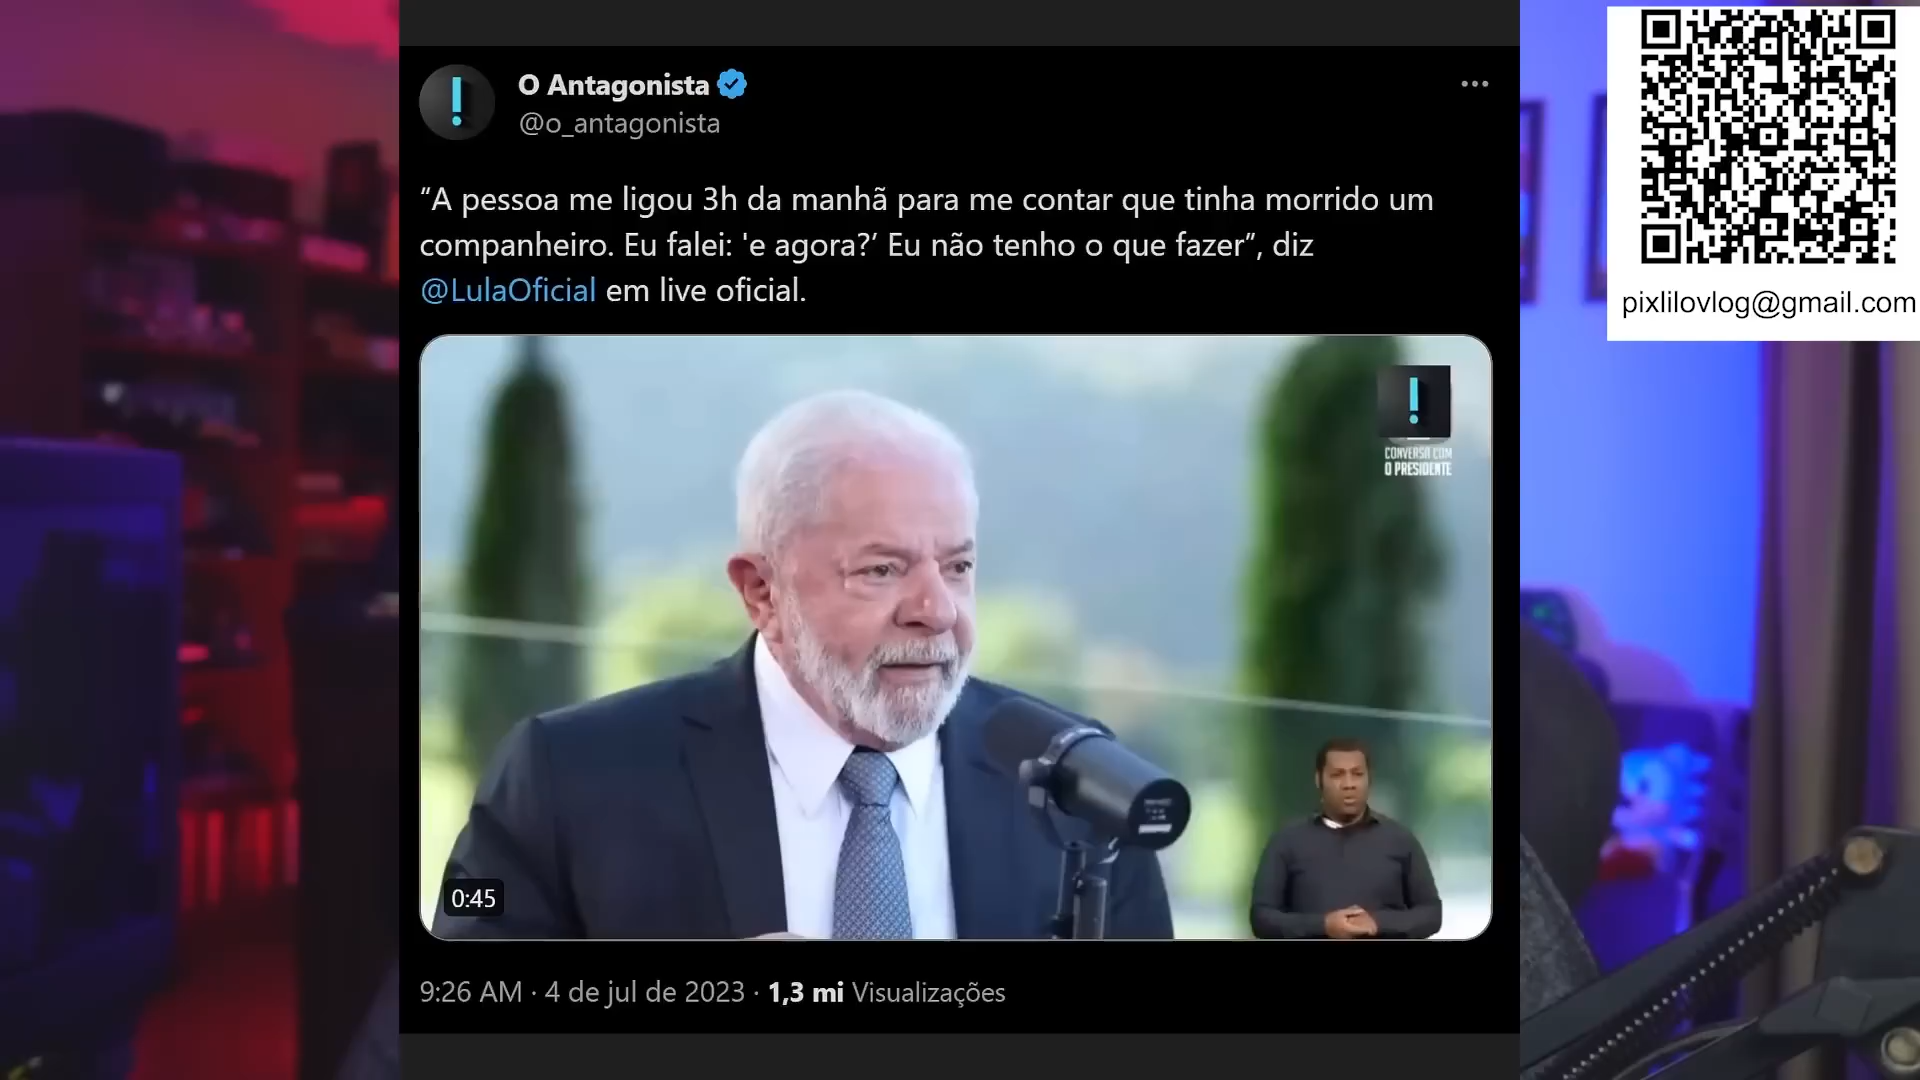 O Antagonista
@o_antagonista
“A pessoa me ligou 3h da manhã para me contar que tinha morrido um
companheiro. Eu falei: 'e agora?’ Eu não tenho o que fazer”, diz
@LulaOficial em live oficial.
CONVERSA COM
O PRESIDENTE
0:45
9:26 AM · 4 de jul de 2023 · 1,3 mi Visualizações
pixlilovlog@gmail.com